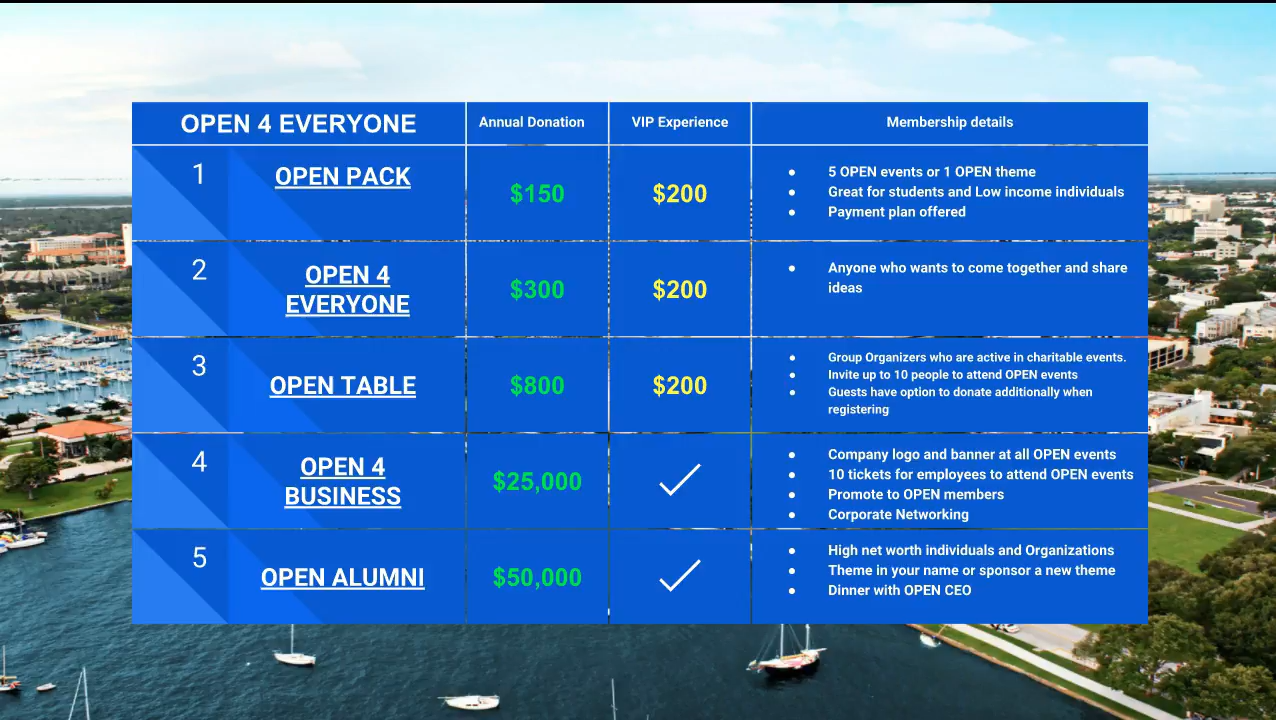 OPEN 4 EVERYONE
Annual Donation
VIP Experience
Membership details
1
OPEN PACK
$150
$200
5 OPEN events or 1 OPEN theme
Great for students and Low income individuals
Payment plan offered
2
OPEN 4
EVERYONE
$300
$200
Anyone who wants to come together and share
ideas
3
OPEN TABLE
$800
$200
Group Organizers who are active in charitable events.
Invite up to 10 people to attend OPEN events
Guests have option to donate additionally when
registering
4
OPEN 4
BUSINESS
$25,000
Company logo and banner at all OPEN events
10 tickets for employees to attend OPEN events
Promote to OPEN members
Corporate Networking
5
OPEN ALUMNI
$50,000
High net worth individuals and Organizations
Theme in your name or sponsor a new theme
Dinner with OPEN CEO